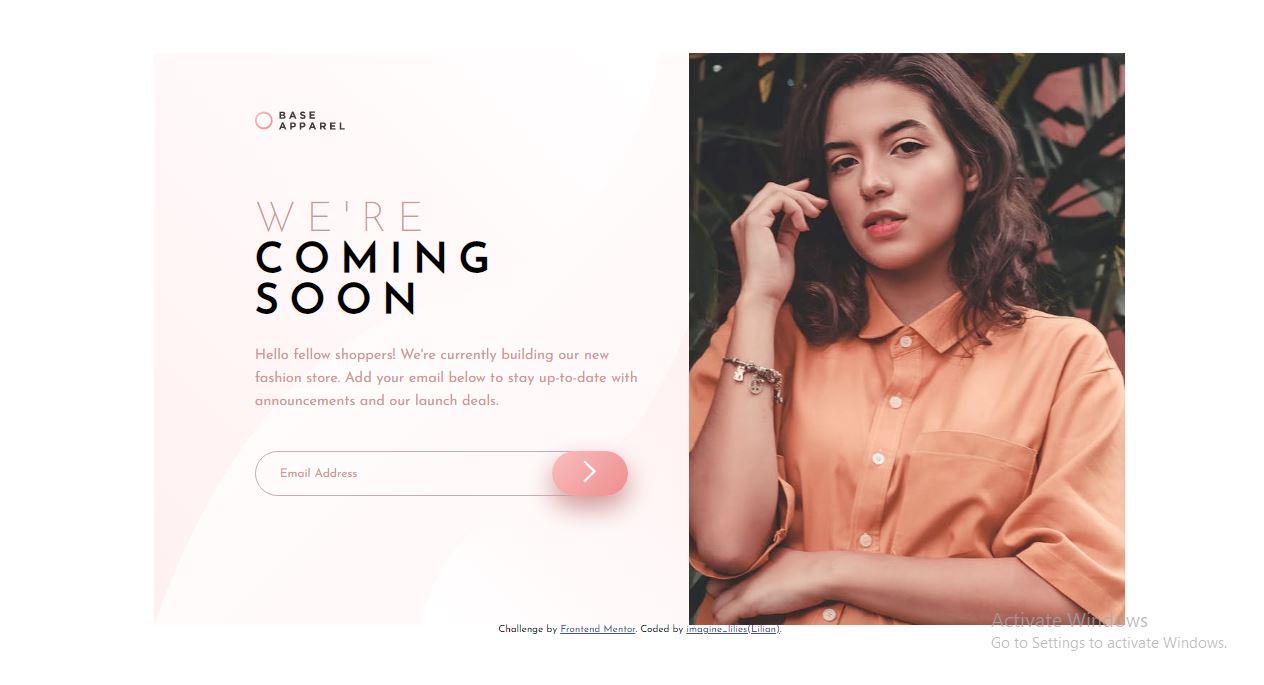 BASE
APPAREL
WE'RE
COMING
SOON
Hello fellow shoppers! We're currently building our new
fashion store. Add your email below to stay up-to-date with
announcements and our launch deals.
Email Address
Challenge by Frontend Mentor. Coded by imagine_lilies(Lilian).
Activate Windows
Go to Settings to activate Windows.